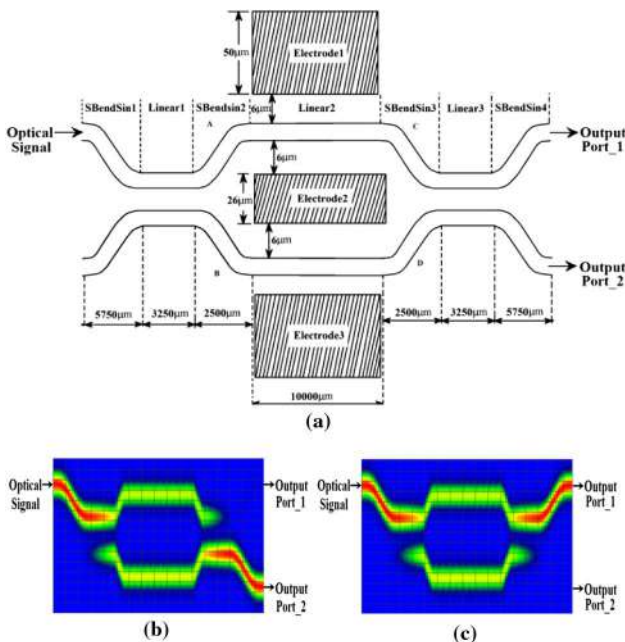 Electrode1
50μm
SBendSin1 Linear1 SBendsin2 6μm Linear2 SBendSin3 Linear3 SBendSin4
A C
Optical Signal
Output Port_1
6μm
26μm
Electrode2
6μm
B D
Output Port_2
5750μm 3250μm 2500μm 2500μm 3250μm 5750μm
Electrode3
10000μm
(a)
Optical Signal
Output Port_1
Output Port_2
(b)
Optical Signal
Output Port_1
Output Port_2
(c)